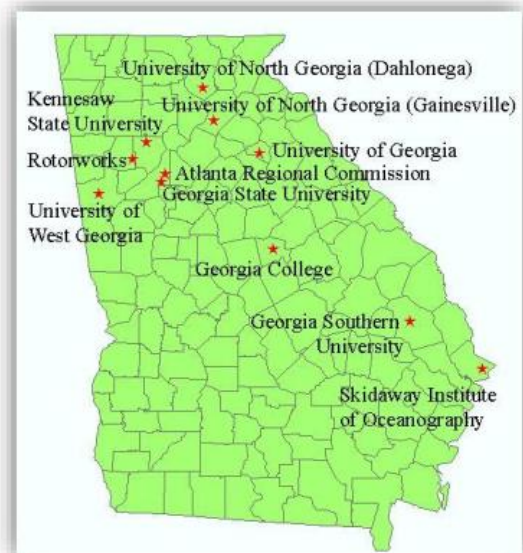 University of North Georgia (Dahlonega)
Kennesaw
State University
University of North Georgia (Gainesville)
University of Georgia
Rotorworks
Atlanta Regional Commission
Georgia State University
University of
West Georgia
Georgia College
Georgia Southern
University
Skidaway Institute
of Oceanography